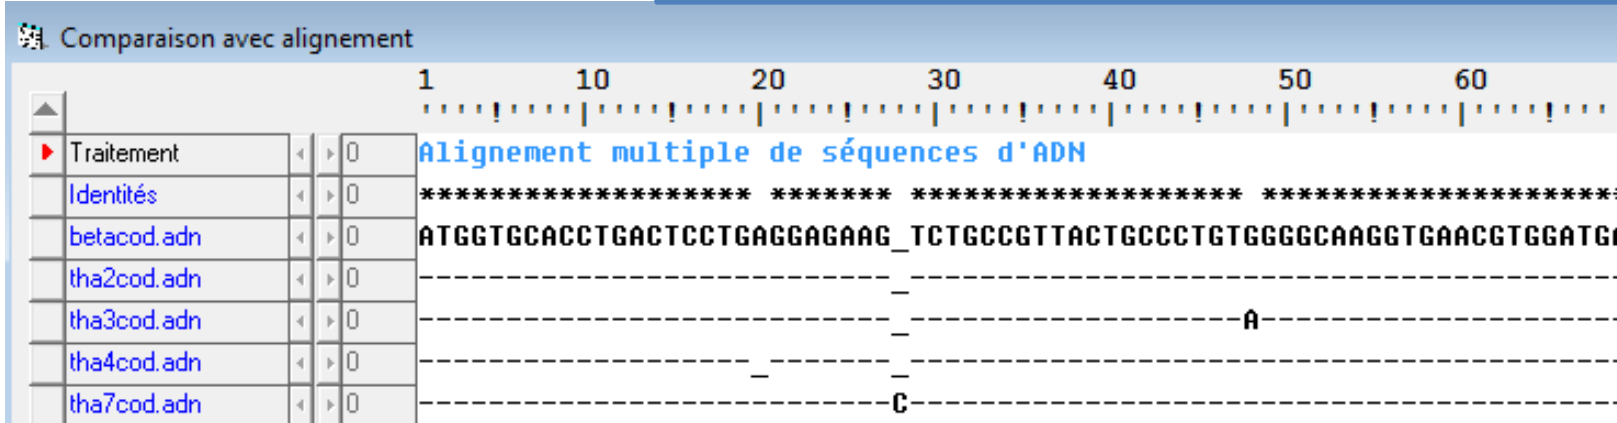 Comparaison avec alignement
1 10 20 30 40 50 60
Traitement 0 Alignement multiple de séquences d'ADN
Identités 0 ******************* ******* ******************* ********************
betacod.adn 0 ATGGTGCACCTGACTCCTGAGGAGAAG_TCTGCCGTTACTGCCCTGTGGGGCAAGGTGAACGTGGATG
tha2cod.adn 0 ---------------------------_----------------------------------------
tha3cod.adn 0 ---------------------------_-------------------A--------------------
tha4cod.adn 0 -------------------_-------_----------------------------------------
tha7cod.adn 0 ---------------------------C----------------------------------------